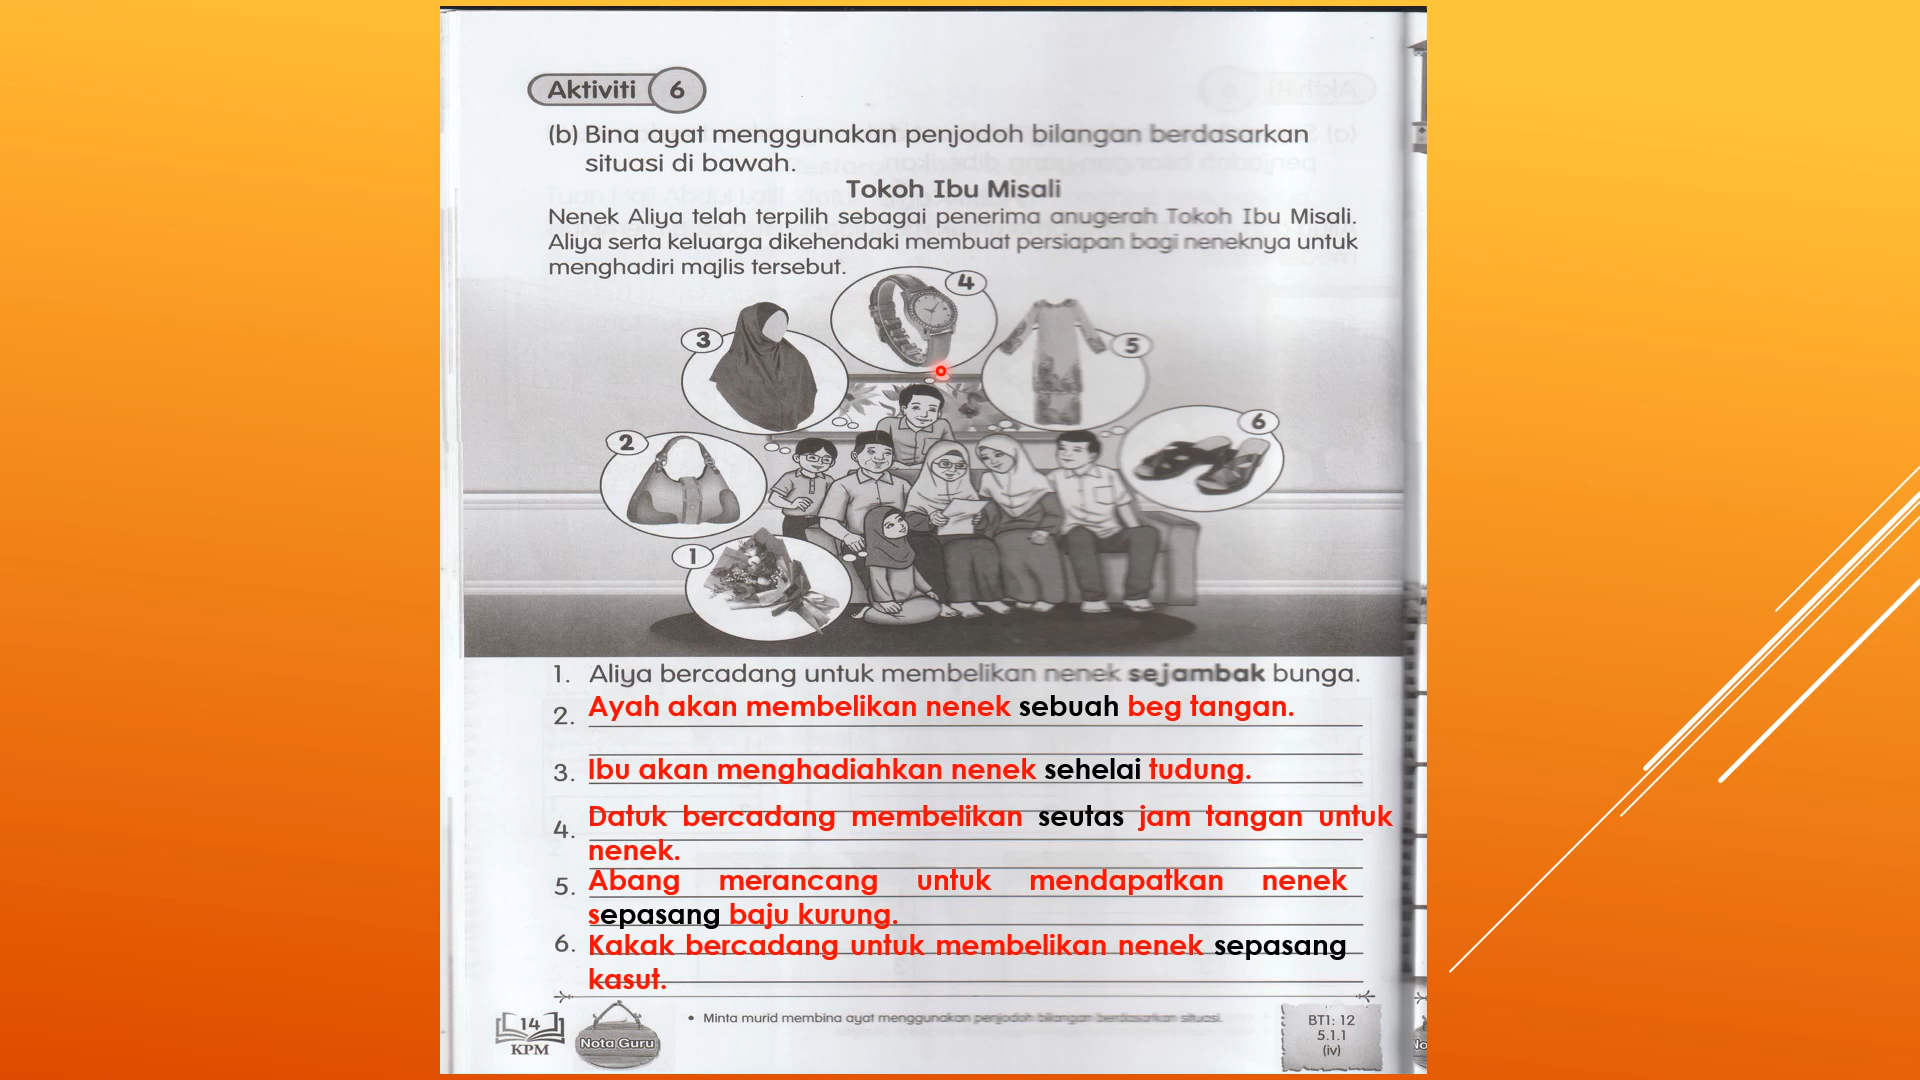 Aktiviti 6
(b) Bina ayat menggunakan penjodoh bilangan berdasarkan
situasi di bawah.
Tokoh Ibu Misali
Nenek Aliya telah terpilih sebagai penerima anugerah Tokoh Ibu Misali.
Aliya serta keluarga dikehendaki membuat persiapan bagi neneknya untuk
menghadiri majlis tersebut.
4
3
5
6
2
1
1. Aliya bercadang untuk membelikan nenek sejambak bunga.
2. Ayah akan membelikan nenek sebuah beg tangan.
3. Ibu akan menghadiahkan nenek sehelai tudung.
4. Datuk bercadang membelikan seutas jam tangan untuk
nenek.
5. Abang merancang untuk mendapatkan nenek
sepasang baju kurung.
6. Kakak bercadang untuk membelikan nenek sepasang
kasut.
14
KPM
Nota Guru
• Minta murid membina ayat menggunakan penjodoh bilangan berdasarkan situasi.
BT1: 12
5.1.1
(iv)